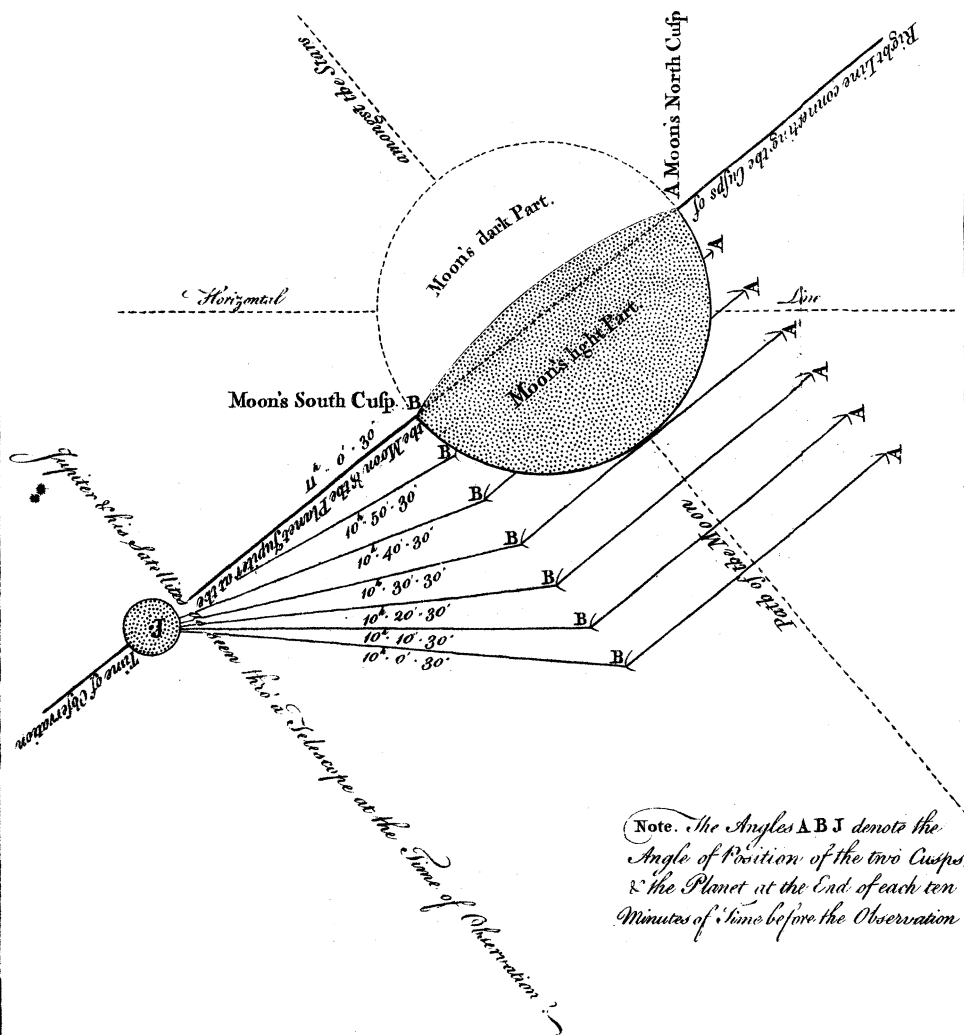 amongst the Stars
A Moon's North Cuſp
Right Line connecting the Cuſps of
Moon's dark Part.
A
A
Horizontal
Line
A
Moon's light Part
A
Moon's South Cuſp B
A
A
11ʰ· 0′· 30″
the Moon & the Planet Jupiter at the
B
10ʰ· 50′· 30″
B
10ʰ· 40′· 30″
B
10ʰ· 30′· 30″
B
10ʰ· 20′· 30″
B
10ʰ· 10′· 30″
B
10ʰ· 0′· 30″
J
Time of Obſervation
Path of the Moon
Jupiter & his Satellites as seen thro' a Telescope at the Time of Observation
Note. The Angles A B J denote the
Angle of Position of the two Cusps
& the Planet at the End of each ten
Minutes of Time before the Observation